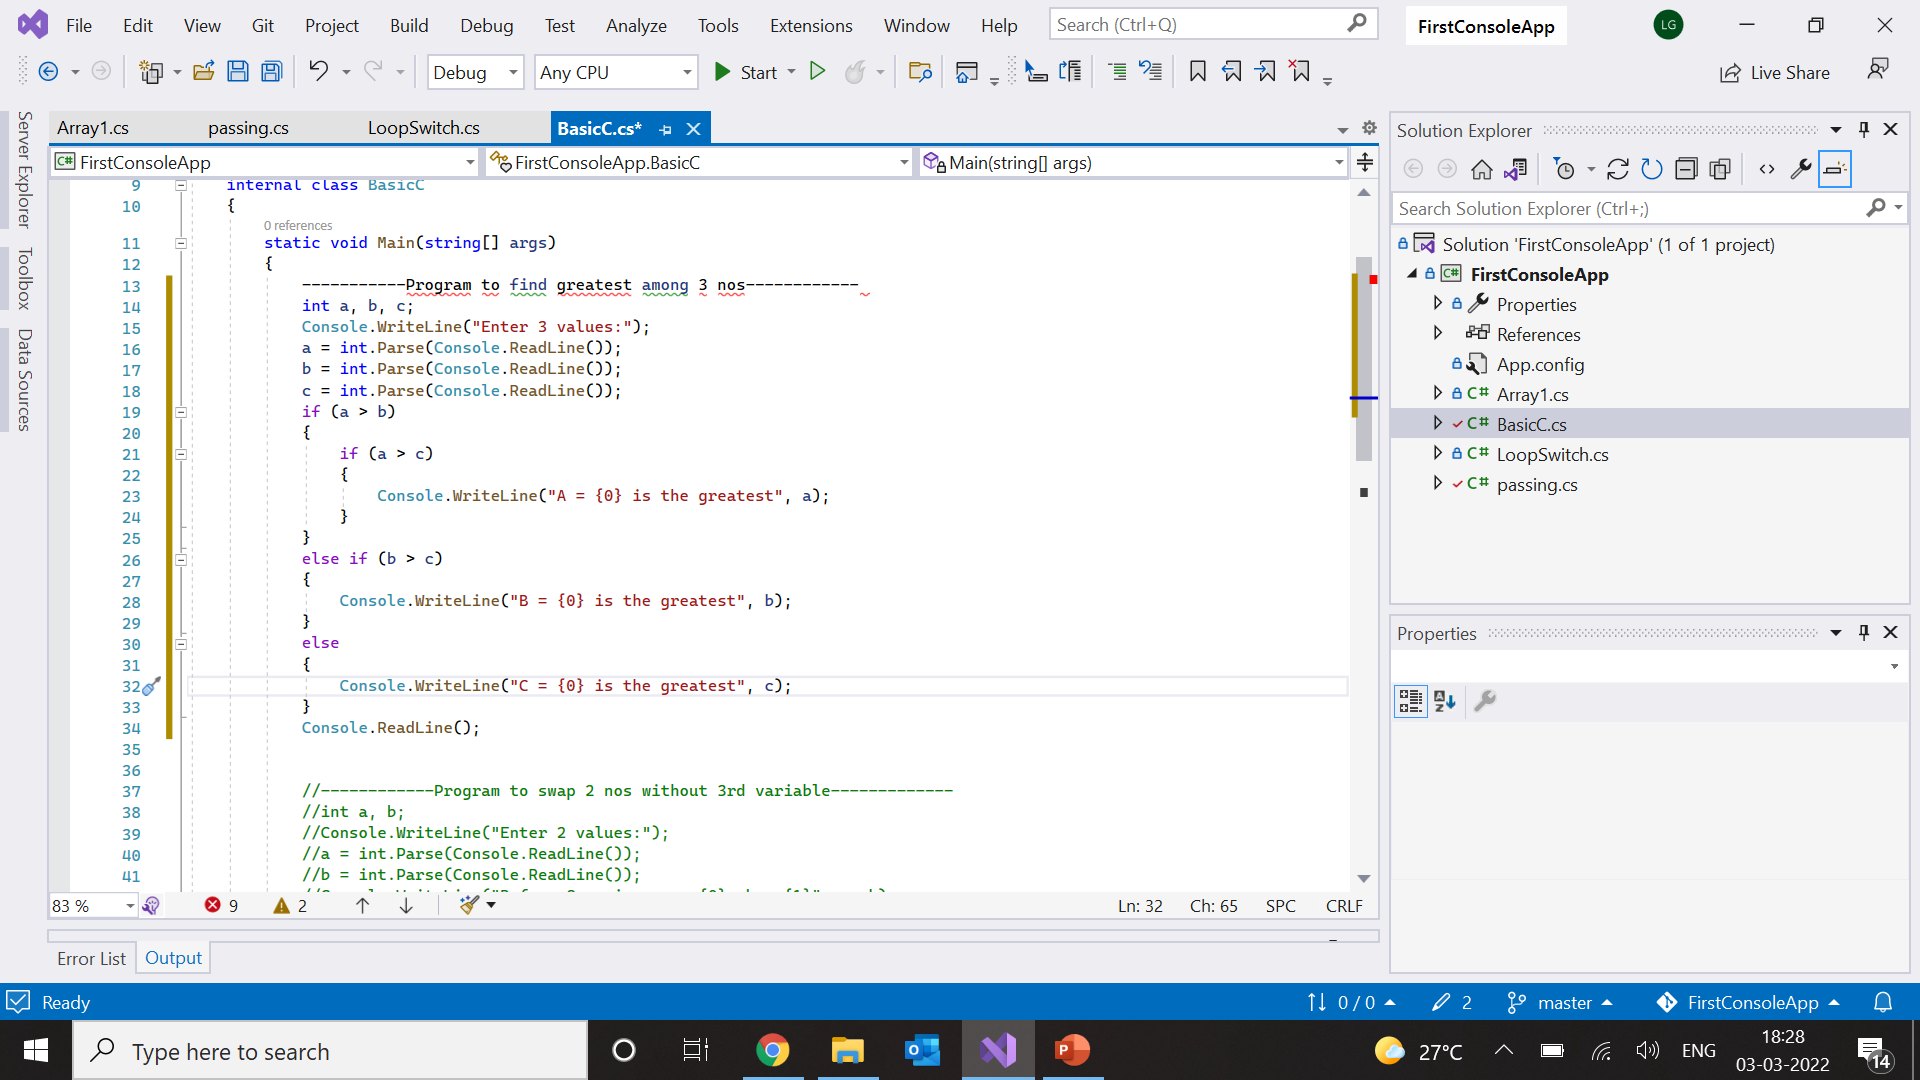 File Edit View Git Project Build Debug Test Analyze Tools Extensions Window Help Search (Ctrl+Q) FirstConsoleApp LG
Debug Any CPU Start Live Share
Server Explorer
Toolbox
Data Sources
Array1.cs passing.cs LoopSwitch.cs BasicC.cs*
C# FirstConsoleApp FirstConsoleApp.BasicC Main(string[] args)
9 internal class BasicC
10 {
0 references
11 static void Main(string[] args)
12 {
13 -----------Program to find greatest among 3 nos------------
14 int a, b, c;
15 Console.WriteLine("Enter 3 values:");
16 a = int.Parse(Console.ReadLine());
17 b = int.Parse(Console.ReadLine());
18 c = int.Parse(Console.ReadLine());
19 if (a > b)
20 {
21 if (a > c)
22 {
23 Console.WriteLine("A = {0} is the greatest", a);
24 }
25 }
26 else if (b > c)
27 {
28 Console.WriteLine("B = {0} is the greatest", b);
29 }
30 else
31 {
32 Console.WriteLine("C = {0} is the greatest", c);
33 }
34 Console.ReadLine();
35
36
37 //------------Program to swap 2 nos without 3rd variable-------------
38 //int a, b;
39 //Console.WriteLine("Enter 2 values:");
40 //a = int.Parse(Console.ReadLine());
41 //b = int.Parse(Console.ReadLine());
83 % 9 2 Ln: 32 Ch: 65 SPC CRLF
Error List Output
Solution Explorer
Search Solution Explorer (Ctrl+;)
Solution 'FirstConsoleApp' (1 of 1 project)
C# FirstConsoleApp
Properties
References
App.config
C# Array1.cs
C# BasicC.cs
C# LoopSwitch.cs
C# passing.cs
Properties
Ready 0 / 0 2 master FirstConsoleApp
Type here to search 27°C ENG 18:28
03-03-2022 14